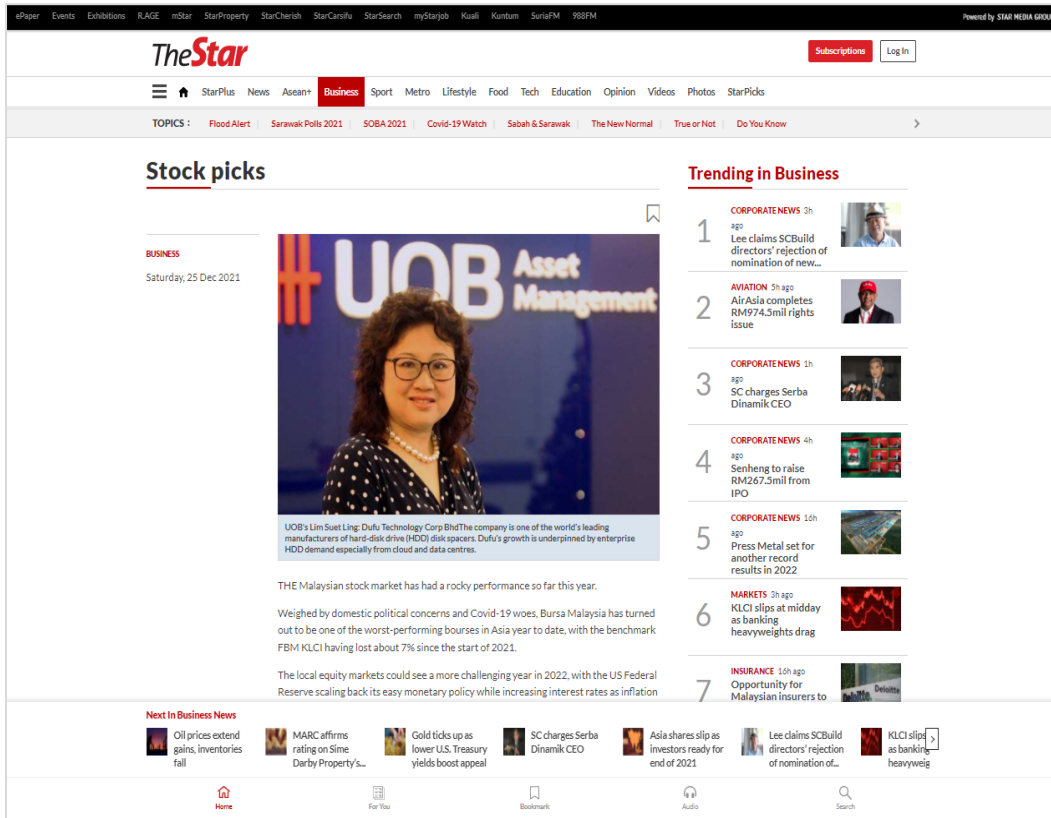 ePaper Events Exhibitions R.AGE mStar StarProperty StarCherish StarCarsifu StarSearch myStarjob Kuali Kuntum SuriaFM 988FM Powered by STAR MEDIA GROU
TheStar
Subscriptions Log In
StarPlus News Asean+ Business Sport Metro Lifestyle Food Tech Education Opinion Videos Photos StarPicks
TOPICS : Flood Alert Sarawak Polls 2021 SOBA 2021 Covid-19 Watch Sabah & Sarawak The New Normal True or Not Do You Know
Stock picks
BUSINESS
Saturday, 25 Dec 2021
UOB Asset
Management
UOB's Lim Suet Ling: Dufu Technology Corp BhdThe company is one of the world's leading
manufacturers of hard-disk drive (HDD) disk spacers. Dufu's growth is underpinned by enterprise
HDD demand especially from cloud and data centres.
THE Malaysian stock market has had a rocky performance so far this year.
Weighed by domestic political concerns and Covid-19 woes, Bursa Malaysia has turned
out to be one of the worst-performing bourses in Asia year to date, with the benchmark
FBM KLCI having lost about 7% since the start of 2021.
The local equity markets could see a more challenging year in 2022, with the US Federal
Reserve scaling back its easy monetary policy while increasing interest rates as inflation
Trending in Business
1
CORPORATE NEWS 3h
ago
Lee claims SCBuild
directors' rejection of
nomination of new...
2
AVIATION 5h ago
AirAsia completes
RM974.5mil rights
issue
3
CORPORATE NEWS 1h
ago
SC charges Serba
Dinamik CEO
4
CORPORATE NEWS 4h
ago
Senheng to raise
RM267.5mil from
IPO
5
CORPORATE NEWS 16h
ago
Press Metal set for
another record
results in 2022
6
MARKETS 3h ago
KLCI slips at midday
as banking
heavyweights drag
7
INSURANCE 16h ago
Opportunity for
Malaysian insurers to
Deloitte
Next In Business News
Oil prices extend
gains, inventories
fall
MARC affirms
rating on Sime
Darby Property's...
Gold ticks up as
lower U.S. Treasury
yields boost appeal
SC charges Serba
Dinamik CEO
Asia shares slip as
investors ready for
end of 2021
Lee claims SCBuild
directors' rejection
of nomination of...
KLCI slips
as banking
heavyweig
Home For You Bookmark Audio Search